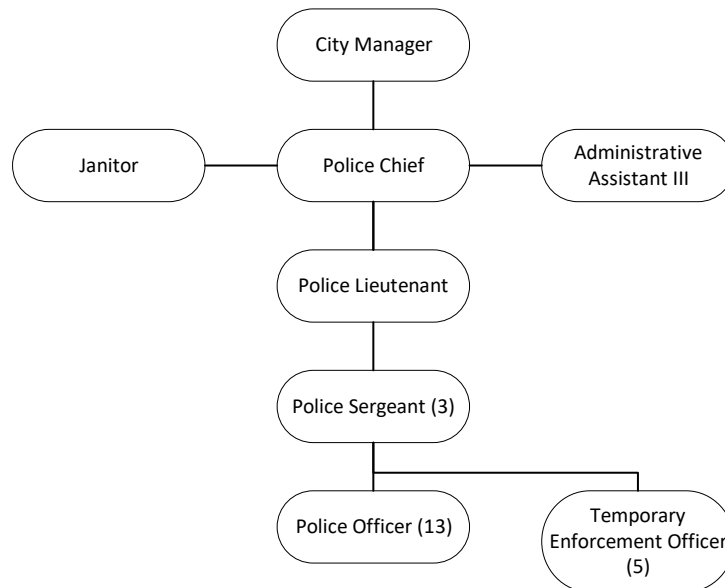 City Manager
Janitor
Police Chief
Administrative
Assistant III
Police Lieutenant
Police Sergeant (3)
Police Officer (13)
Temporary
Enforcement Officer
(5)